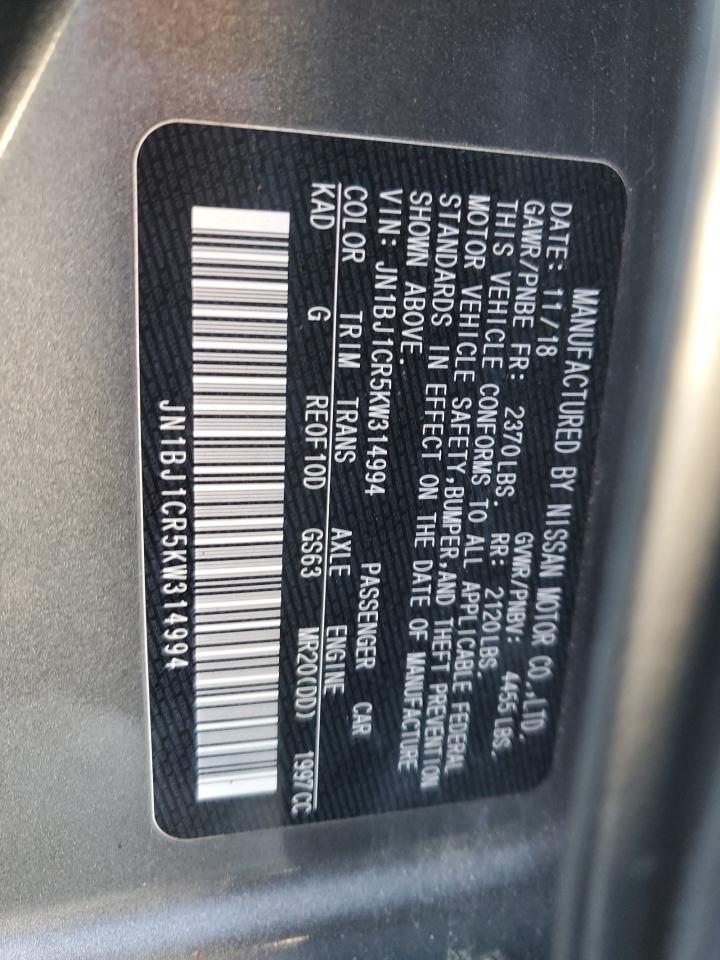 MANUFACTURED BY NISSAN MOTOR CO.,LTD.
DATE: 11/18 GVWR/PNBV: 4455 LBS.
GAWR/PNBE FR: 2370LBS. RR: 2120LBS.
THIS VEHICLE CONFORMS TO ALL APPLICABLE FEDERAL
MOTOR VEHICLE SAFETY,BUMPER,AND THEFT PREVENTION
STANDARDS IN EFFECT ON THE DATE OF MANUFACTURE
SHOWN ABOVE.
VIN: JN1BJ1CR5KW314994 PASSENGER CAR
COLOR TRIM TRANS AXLE ENGINE
KAD G REOF10D GS63 MR20(DD) 1997CC
JN1BJ1CR5KW314994